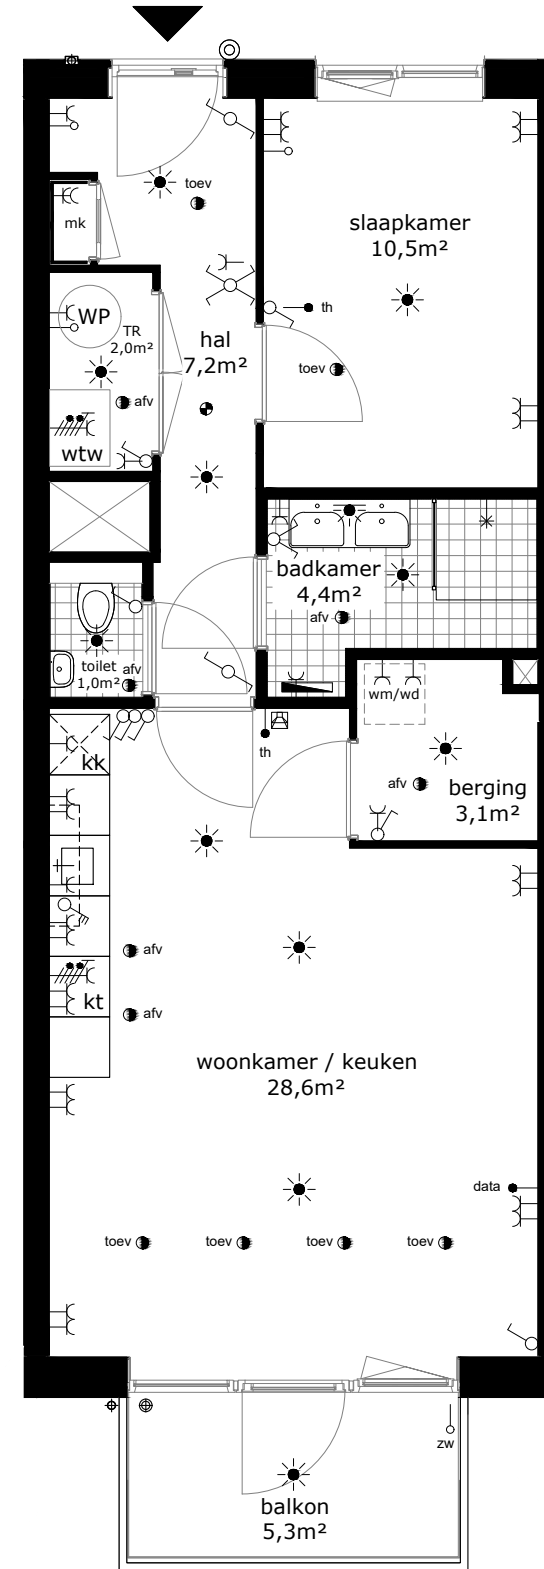 toev
mk
slaapkamer
10,5m²
WP
TR
2,0m²
th
hal
7,2m²
toev
afv
wtw
badkamer
4,4m²
afv
toilet
1,0m²
afv
wm/wd
th
kk
afv
berging
3,1m²
afv
kt
afv
woonkamer / keuken
28,6m²
data
toev
toev
toev
toev
zw
balkon
5,3m²